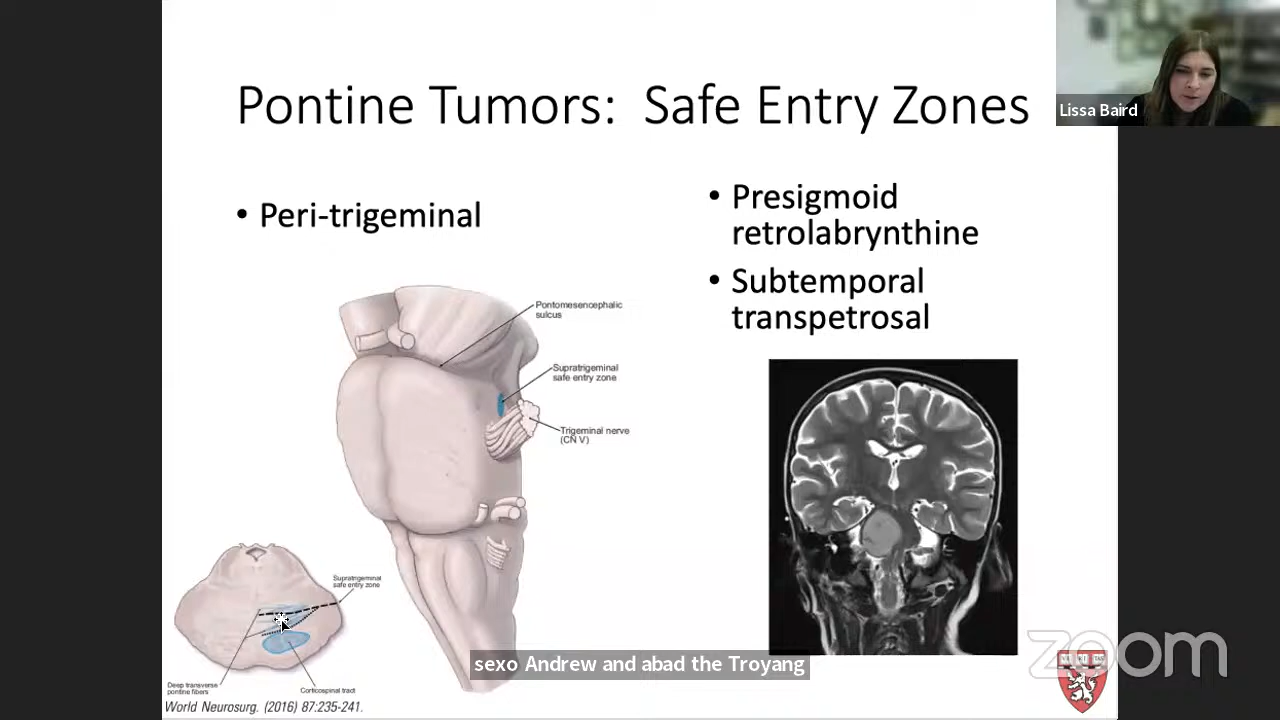 Pontine Tumors: Safe Entry Zones
Lissa Baird
• Peri-trigeminal
• Presigmoid
retrolabrynthine
• Subtemporal
transpetrosal
Pontomesencephalic
sulcus
Supratrigeminal
safe entry zone
Trigeminal nerve
(CN V)
Supratrigeminal
safe entry zone
Deep transverse
pontine fibers
Corticospinal tract
World Neurosurg. (2016) 87:235-241.
sexo Andrew and abad the Troyang
zoom